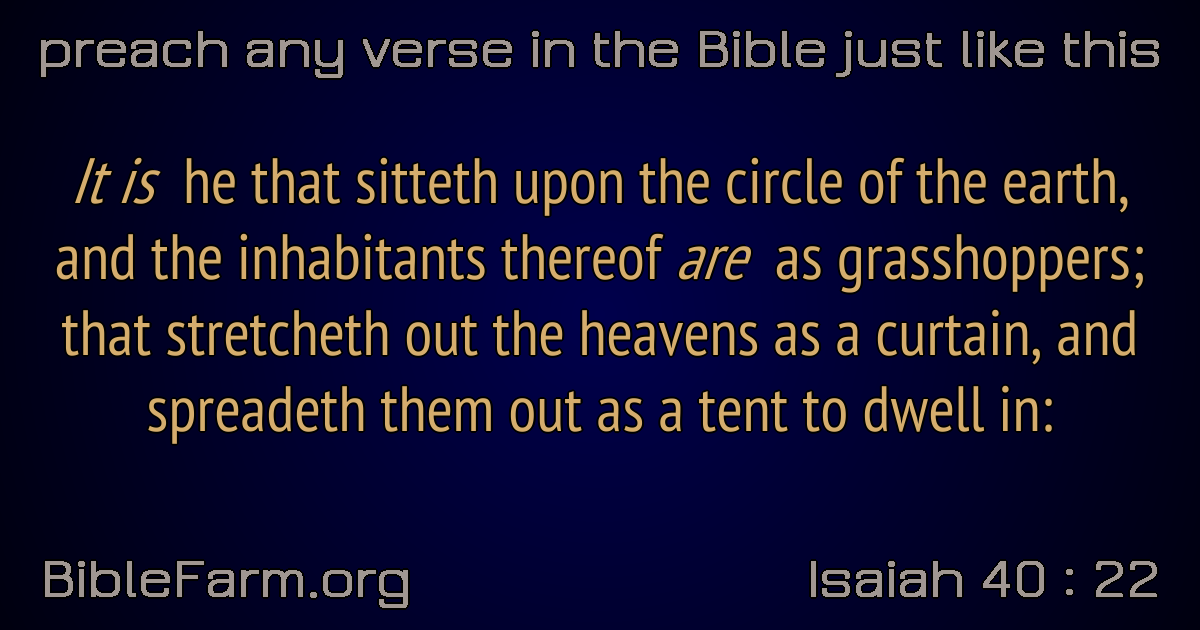 preach any verse in the Bible just like this
It is he that sitteth upon the circle of the earth,
and the inhabitants thereof are as grasshoppers;
that stretcheth out the heavens as a curtain, and
spreadeth them out as a tent to dwell in:
BibleFarm.org
Isaiah 40 : 22